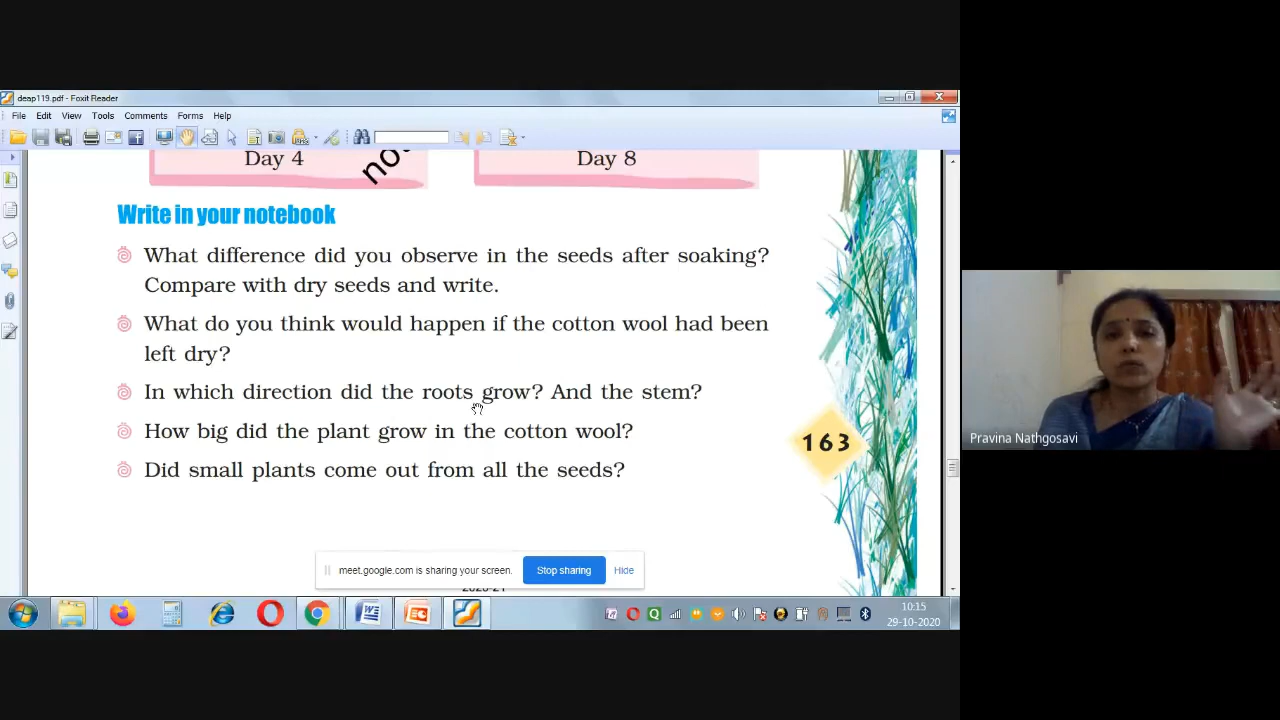 deap119.pdf - Foxit Reader
File Edit View Tools Comments Forms Help
Day 4
Day 8
Write in your notebook
What difference did you observe in the seeds after soaking?
Compare with dry seeds and write.
What do you think would happen if the cotton wool had been
left dry?
In which direction did the roots grow? And the stem?
How big did the plant grow in the cotton wool?
Did small plants come out from all the seeds?
163
Pravina Nathgosavi
meet.google.com is sharing your screen.
Stop sharing
Hide
10:15
29-10-2020